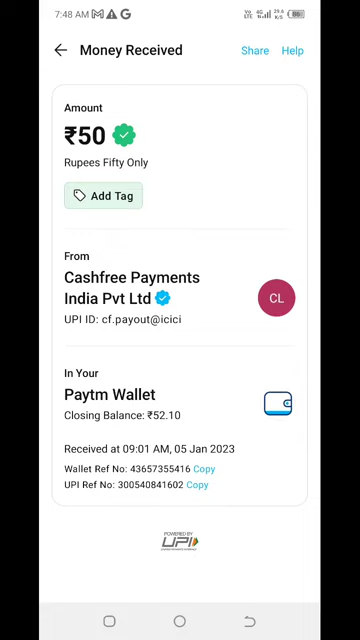 7:48 AM
Money Received
Share Help
Amount
₹50
Rupees Fifty Only
Add Tag
From
Cashfree Payments
India Pvt Ltd
CL
UPI ID: cf.payout@icici
In Your
Paytm Wallet
Closing Balance: ₹52.10
Received at 09:01 AM, 05 Jan 2023
Wallet Ref No: 43657355416 Copy
UPI Ref No: 300540841602 Copy
POWERED BY
UPI